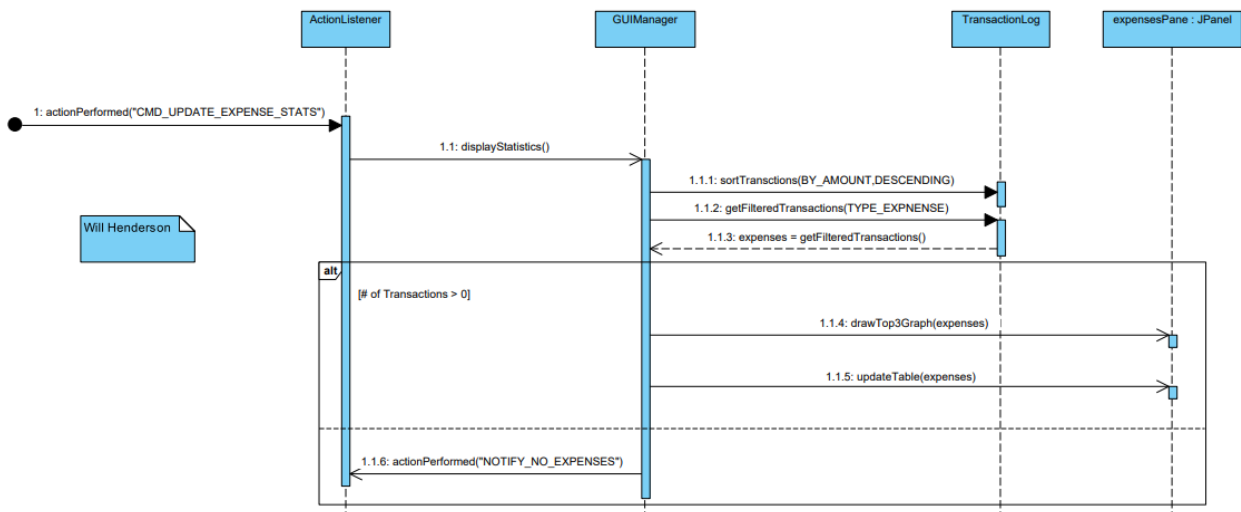 ActionListener
GUIManager
TransactionLog
expensesPane : JPanel
1: actionPerformed("CMD_UPDATE_EXPENSE_STATS")
1.1: displayStatistics()
1.1.1: sortTransctions(BY_AMOUNT,DESCENDING)
1.1.2: getFilteredTransactions(TYPE_EXPNENSE)
Will Henderson
1.1.3: expenses = getFilteredTransactions()
alt
[# of Transactions > 0]
1.1.4: drawTop3Graph(expenses)
1.1.5: updateTable(expenses)
1.1.6: actionPerformed("NOTIFY_NO_EXPENSES")